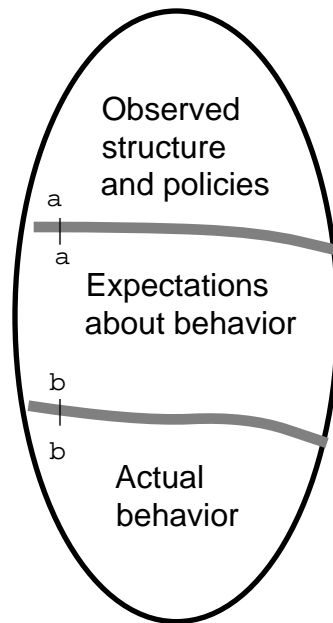 Observed
structure
and policies
a
a
Expectations
about behavior
b
b
Actual
behavior